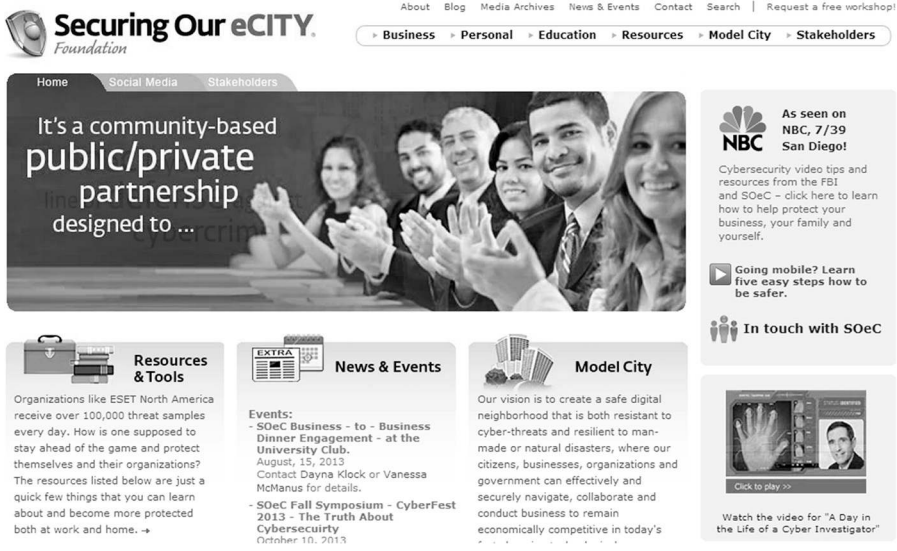 About Blog Media Archives News & Events Contact Search | Request a free workshop!
Securing Our eCITY
Foundation
Business Personal Education Resources Model City Stakeholders
Home Social Media Stakeholders
It's a community-based
public/private
partnership
designed to ...
cybercrime
As seen on
NBC, 7/39
San Diego!
NBC
Cybersecurity video tips and
resources from the FBI
and SOeC – click here to learn
how to help protect your
business, your family and
yourself.
Going mobile? Learn
five easy steps how to
be safer.
In touch with SOeC
Resources
& Tools
Organizations like ESET North America
receive over 100,000 threat samples
every day. How is one supposed to
stay ahead of the game and protect
themselves and their organizations?
The resources listed below are just a
quick few things that you can learn
about and become more protected
both at work and home. →
EXTRA
News & Events
Events:
- SOeC Business - to - Business
Dinner Engagement - at the
University Club.
August, 15, 2013
Contact Dayna Klock or Vanessa
McManus for details.
- SOeC Fall Symposium - CyberFest
2013 - The Truth About
Cybersecuirty
October 10, 2013
Model City
Our vision is to create a safe digital
neighborhood that is both resistant to
cyber-threats and resilient to man-
made or natural disasters, where our
citizens, businesses, organizations and
government can effectively and
securely navigate, collaborate and
conduct business to remain
economically competitive in today's
Click to play >>
Watch the video for "A Day in
the Life of a Cyber Investigator"